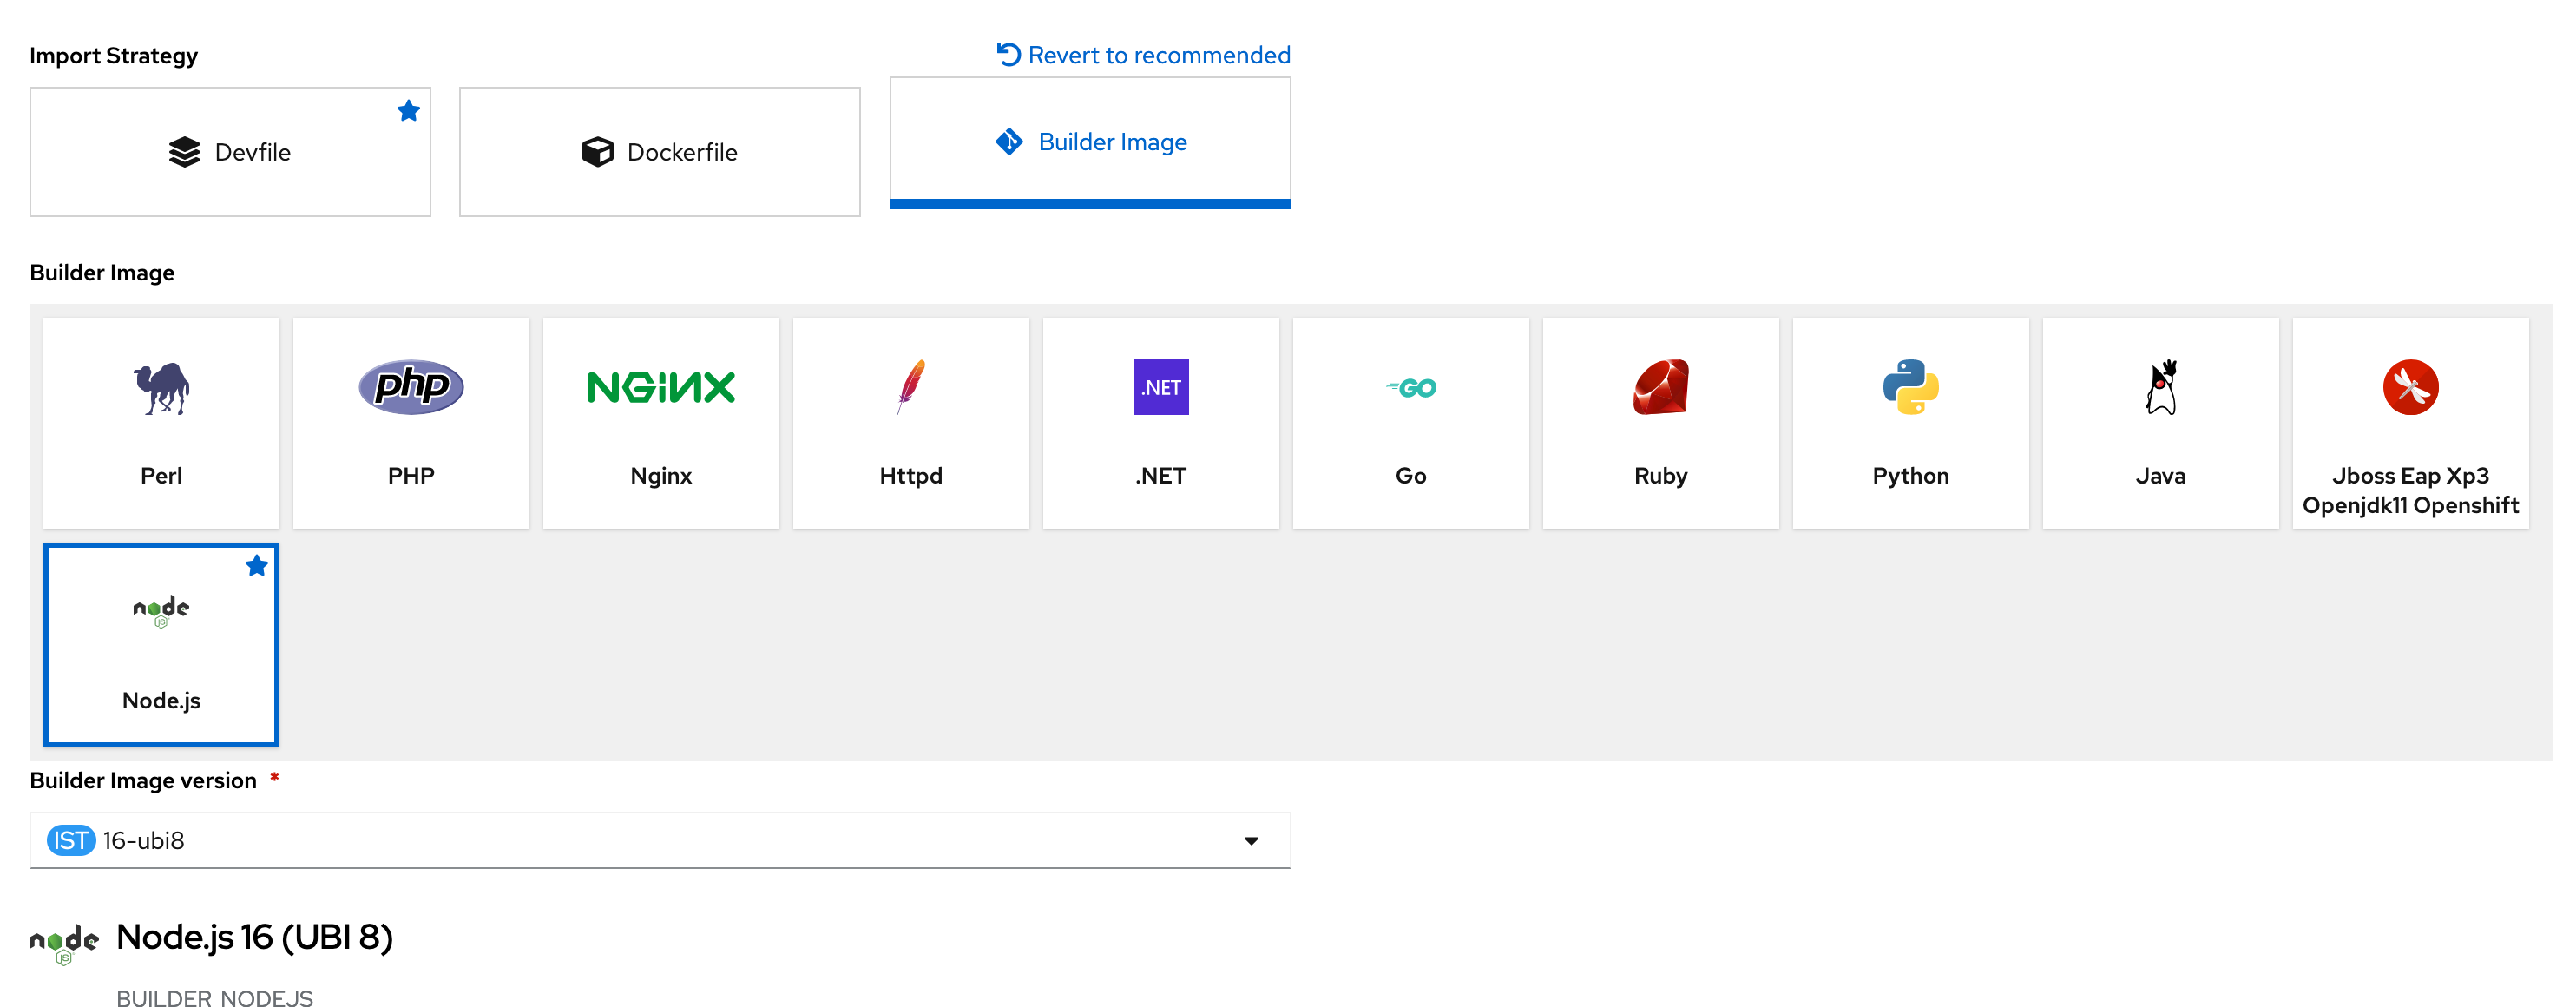 Import Strategy
Revert to recommended
Devfile
Dockerfile
Builder Image
Builder Image
php
NGINX
.NET
GO
Perl
PHP
Nginx
Httpd
.NET
Go
Ruby
Python
Java
Jboss Eap Xp3
Openjdk11 Openshift
node
JS
Node.js
Builder Image version *
IST 16-ubi8
node
JS
Node.js 16 (UBI 8)
BUILDER NODEJS